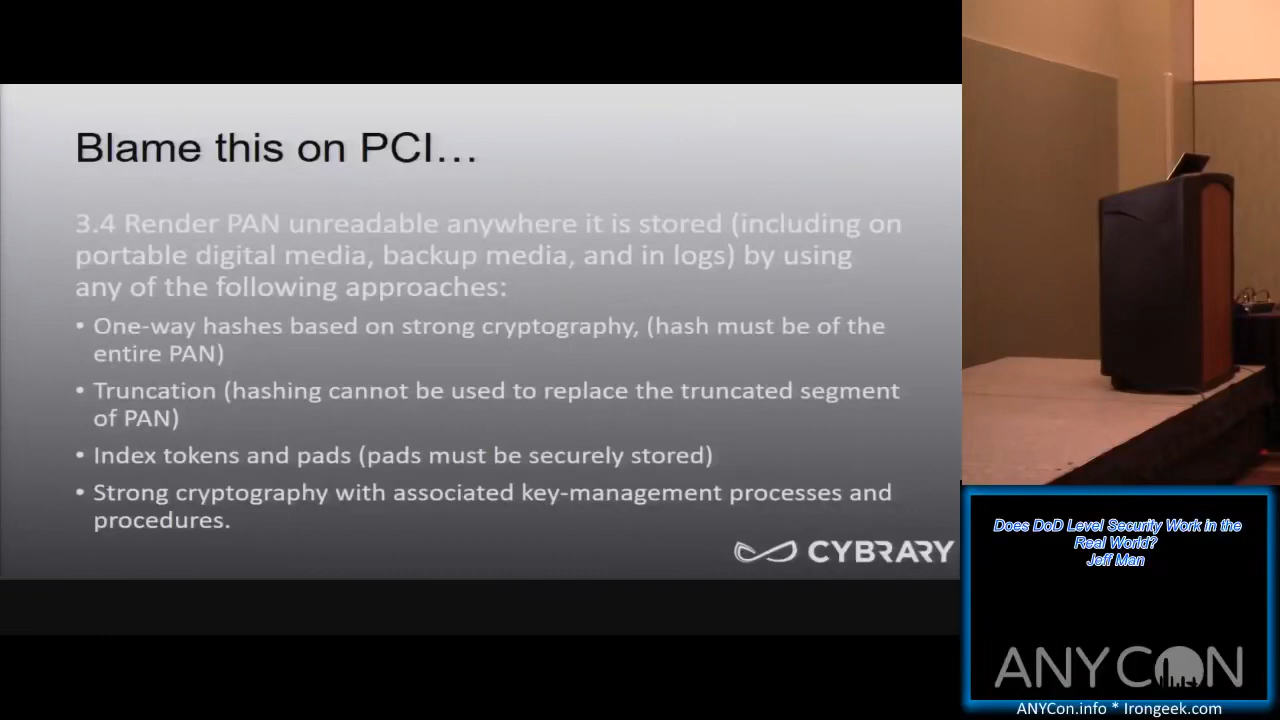 Blame this on PCI…
3.4 Render PAN unreadable anywhere it is stored (including on
portable digital media, backup media, and in logs) by using
any of the following approaches:
• One-way hashes based on strong cryptography, (hash must be of the
entire PAN)
• Truncation (hashing cannot be used to replace the truncated segment
of PAN)
• Index tokens and pads (pads must be securely stored)
• Strong cryptography with associated key-management processes and
procedures.
CYBRARY
Does DoD Level Security Work in the
Real World?
Jeff Man
ANYCON
ANYCon.info * Irongeek.com